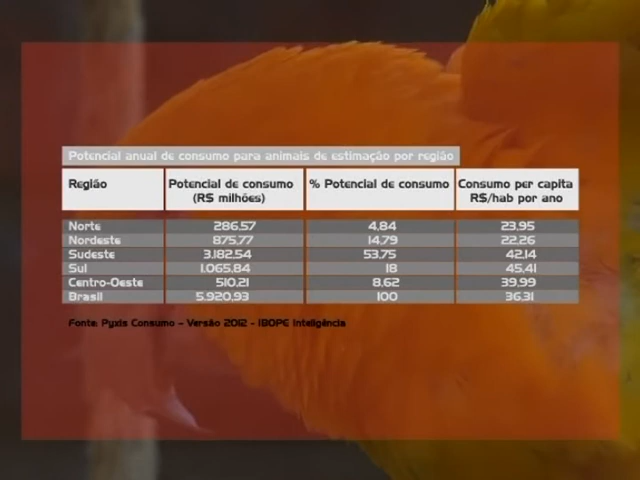 Potencial anual de consumo para animais de estimação por região
Região Potencial de consumo (R$ milhões) % Potencial de consumo Consumo per capita R$/hab por ano
Norte 286.57 4,84 23,95
Nordeste 875,77 14,79 22,26
Sudeste 3.182.54 53.75 42,14
Sul 1.065.84 18 45,41
Centro-Oeste 510,21 8.62 39,99
Brasil 5.920,93 100 36,31
Fonte: Pyxis Consumo – Versão 2012 - IBOPE Inteligência